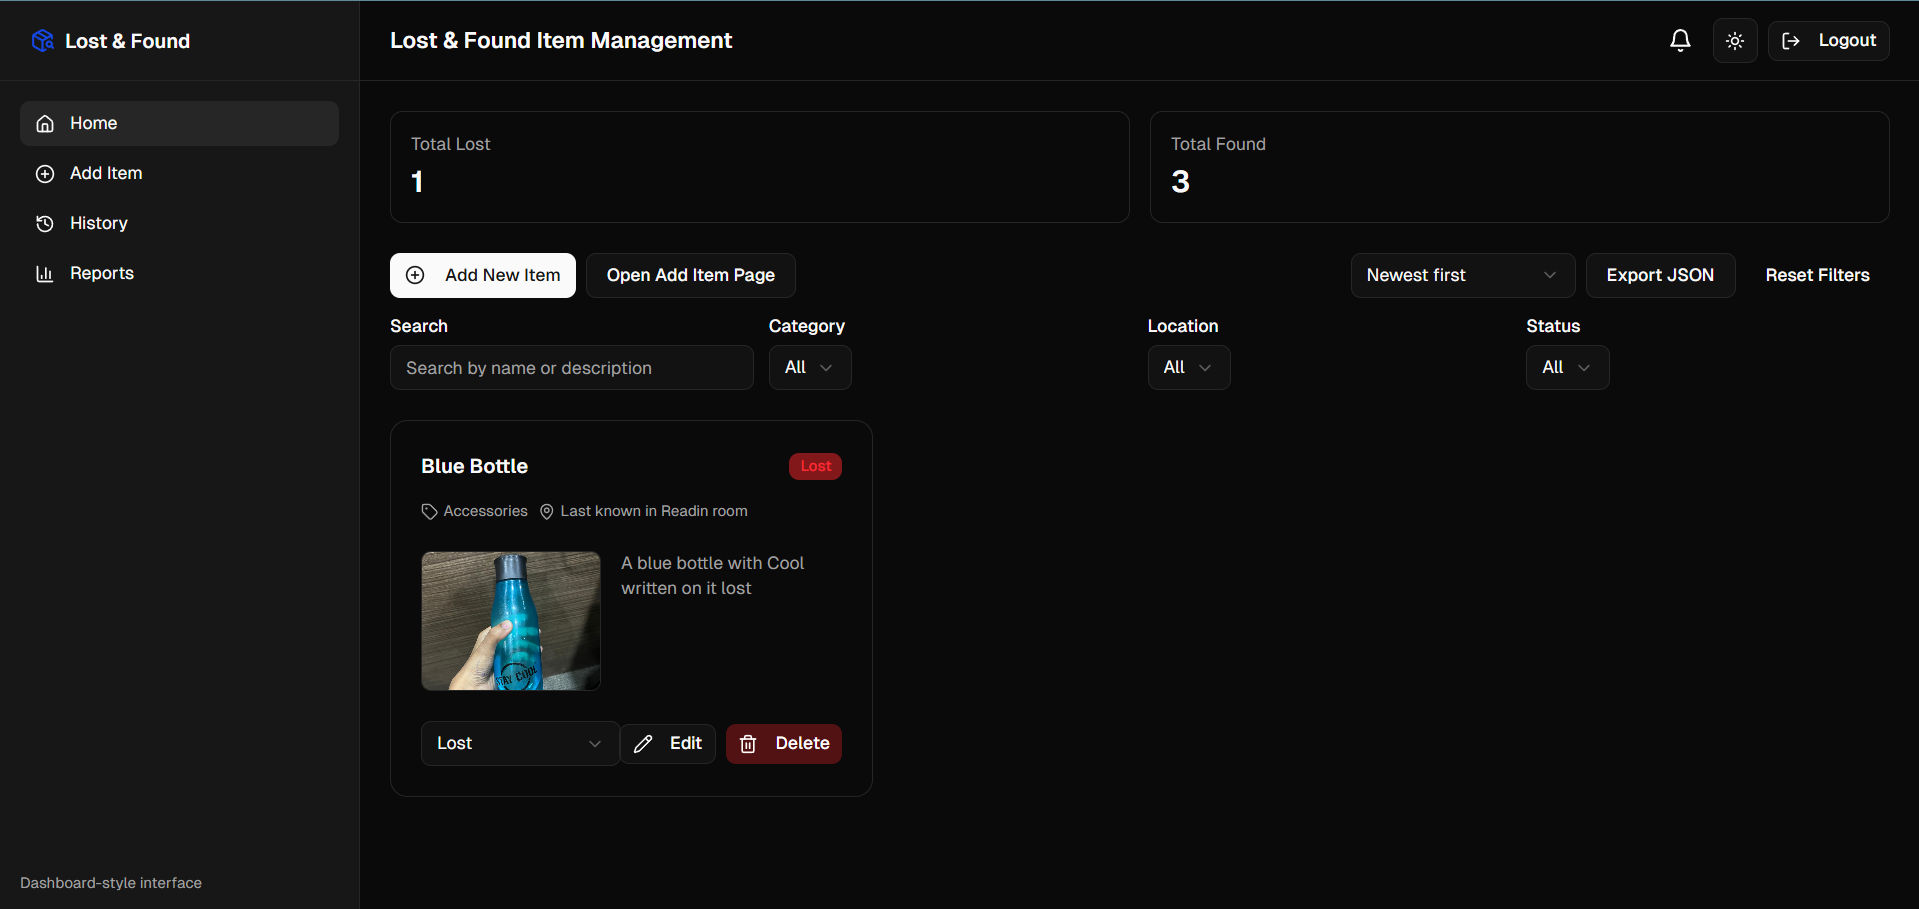 Lost & Found
Home
Add Item
History
Reports
Dashboard-style interface
Lost & Found Item Management
Logout
Total Lost
1
Total Found
3
Add New Item
Open Add Item Page
Newest first
Export JSON
Reset Filters
Search
Search by name or description
Category
All
Location
All
Status
All
Blue Bottle
Lost
Accessories
Last known in Readin room
STAY COOL
A blue bottle with Cool
written on it lost
Lost
Edit
Delete